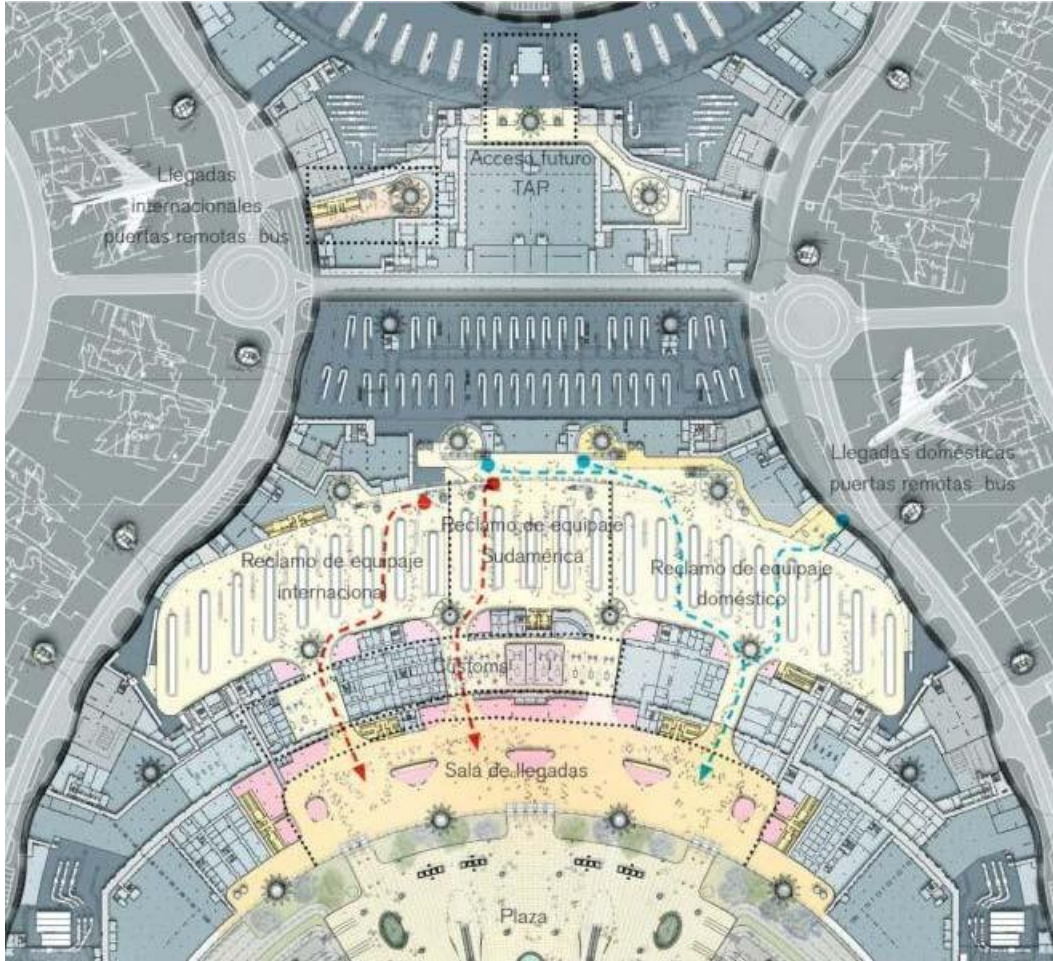 Acceso futuro
TAP
Llegadas
internacionales
puertas remotas bus
Llegadas domésticas
puertas remotas bus
Reclamo de equipaje
Sudamérica
Reclamo de equipaje
internacional
Reclamo de equipaje
doméstico
Customs
Sala de llegadas
Plaza